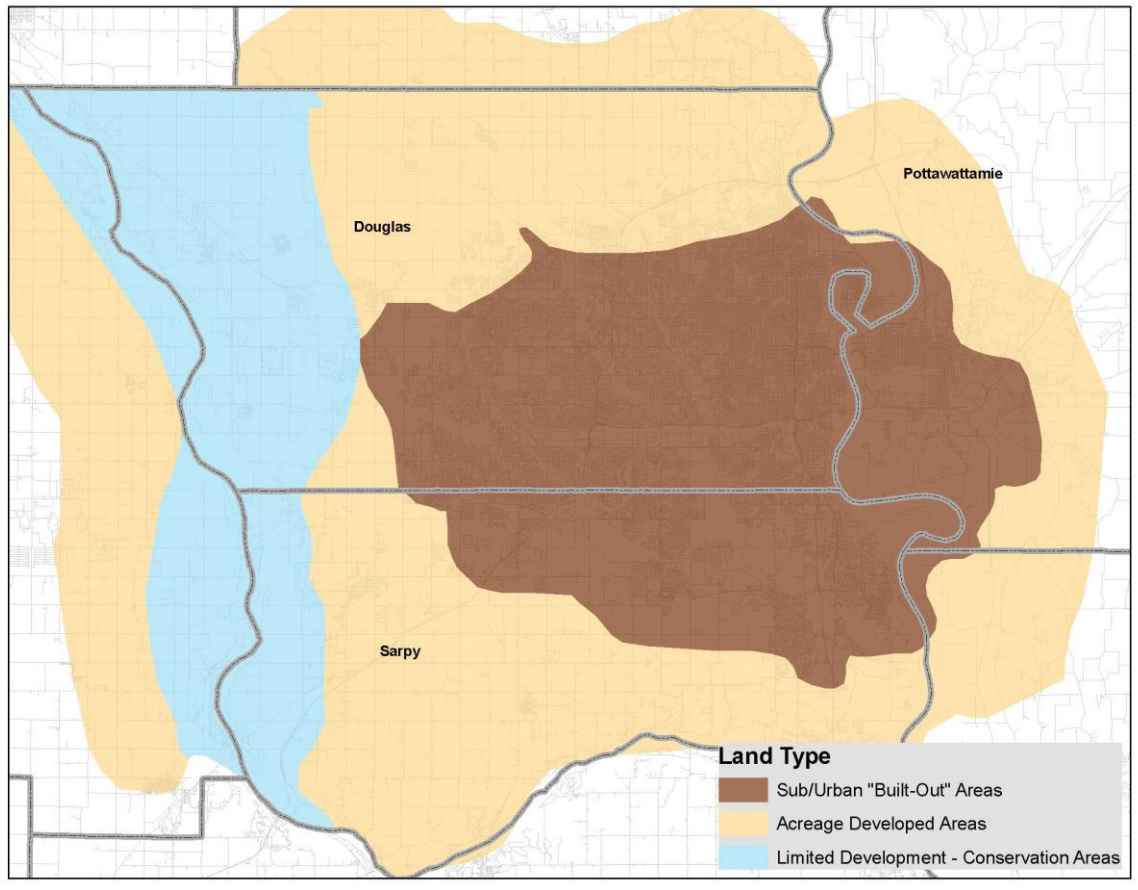 Pottawattamie
Douglas
Sarpy
Land Type
Sub/Urban "Built-Out" Areas
Acreage Developed Areas
Limited Development - Conservation Areas